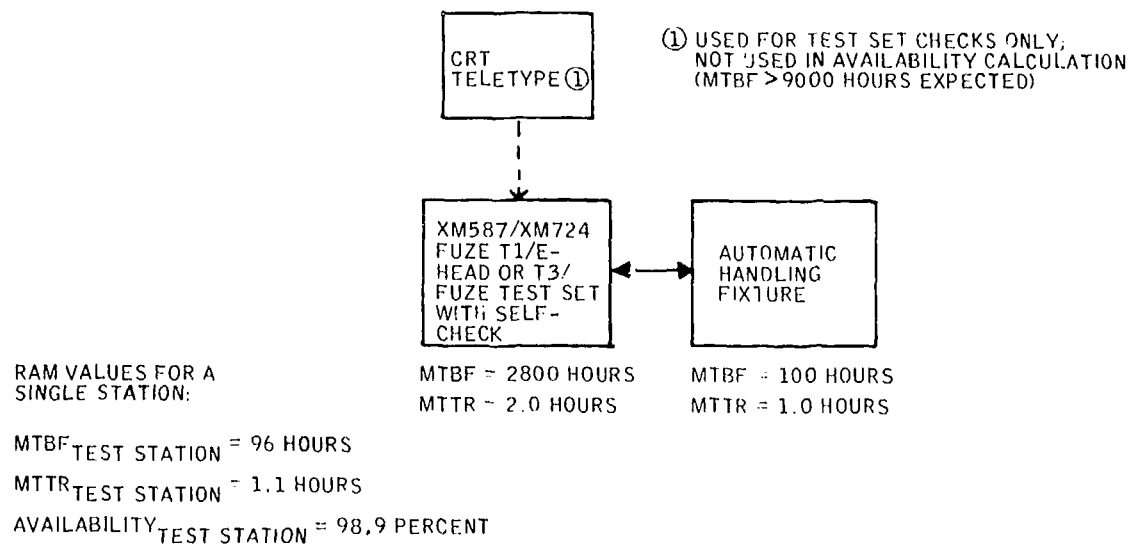 CRT
TELETYPE ①
① USED FOR TEST SET CHECKS ONLY;
NOT USED IN AVAILABILITY CALCULATION
(MTBF > 9000 HOURS EXPECTED)
XM587/XM724
FUZE T1/E-
HEAD OR T3/
FUZE TEST SET
WITH SELF-
CHECK
AUTOMATIC
HANDLING
FIXTURE
MTBF = 2800 HOURS
MTTR = 2.0 HOURS
MTBF = 100 HOURS
MTTR = 1.0 HOURS
RAM VALUES FOR A
SINGLE STATION:
MTBF TEST STATION = 96 HOURS
MTTR TEST STATION = 1.1 HOURS
AVAILABILITY TEST STATION = 98.9 PERCENT